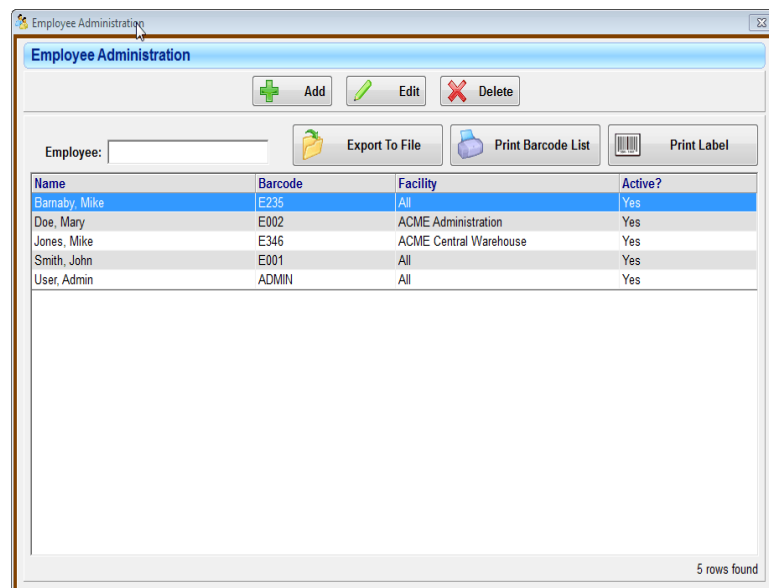 Employee Administration
Employee Administration
Add Edit Delete
Employee: Export To File Print Barcode List Print Label
Name Barcode Facility Active?
Barnaby, Mike E235 All Yes
Doe, Mary E002 ACME Administration Yes
Jones, Mike E346 ACME Central Warehouse Yes
Smith, John E001 All Yes
User, Admin ADMIN All Yes
5 rows found